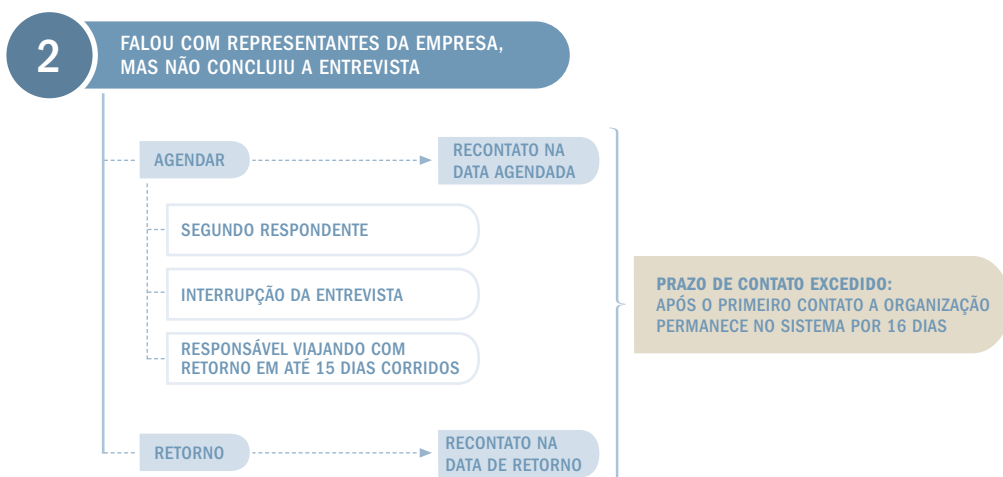 2
FALOU COM REPRESENTANTES DA EMPRESA,
MAS NÃO CONCLUIU A ENTREVISTA
AGENDAR
RECONTATO NA
DATA AGENDADA
SEGUNDO RESPONDENTE
INTERRUPÇÃO DA ENTREVISTA
RESPONSÁVEL VIAJANDO COM
RETORNO EM ATÉ 15 DIAS CORRIDOS
RETORNO
RECONTATO NA
DATA DE RETORNO
PRAZO DE CONTATO EXCEDIDO:
APÓS O PRIMEIRO CONTATO A ORGANIZAÇÃO
PERMANECE NO SISTEMA POR 16 DIAS